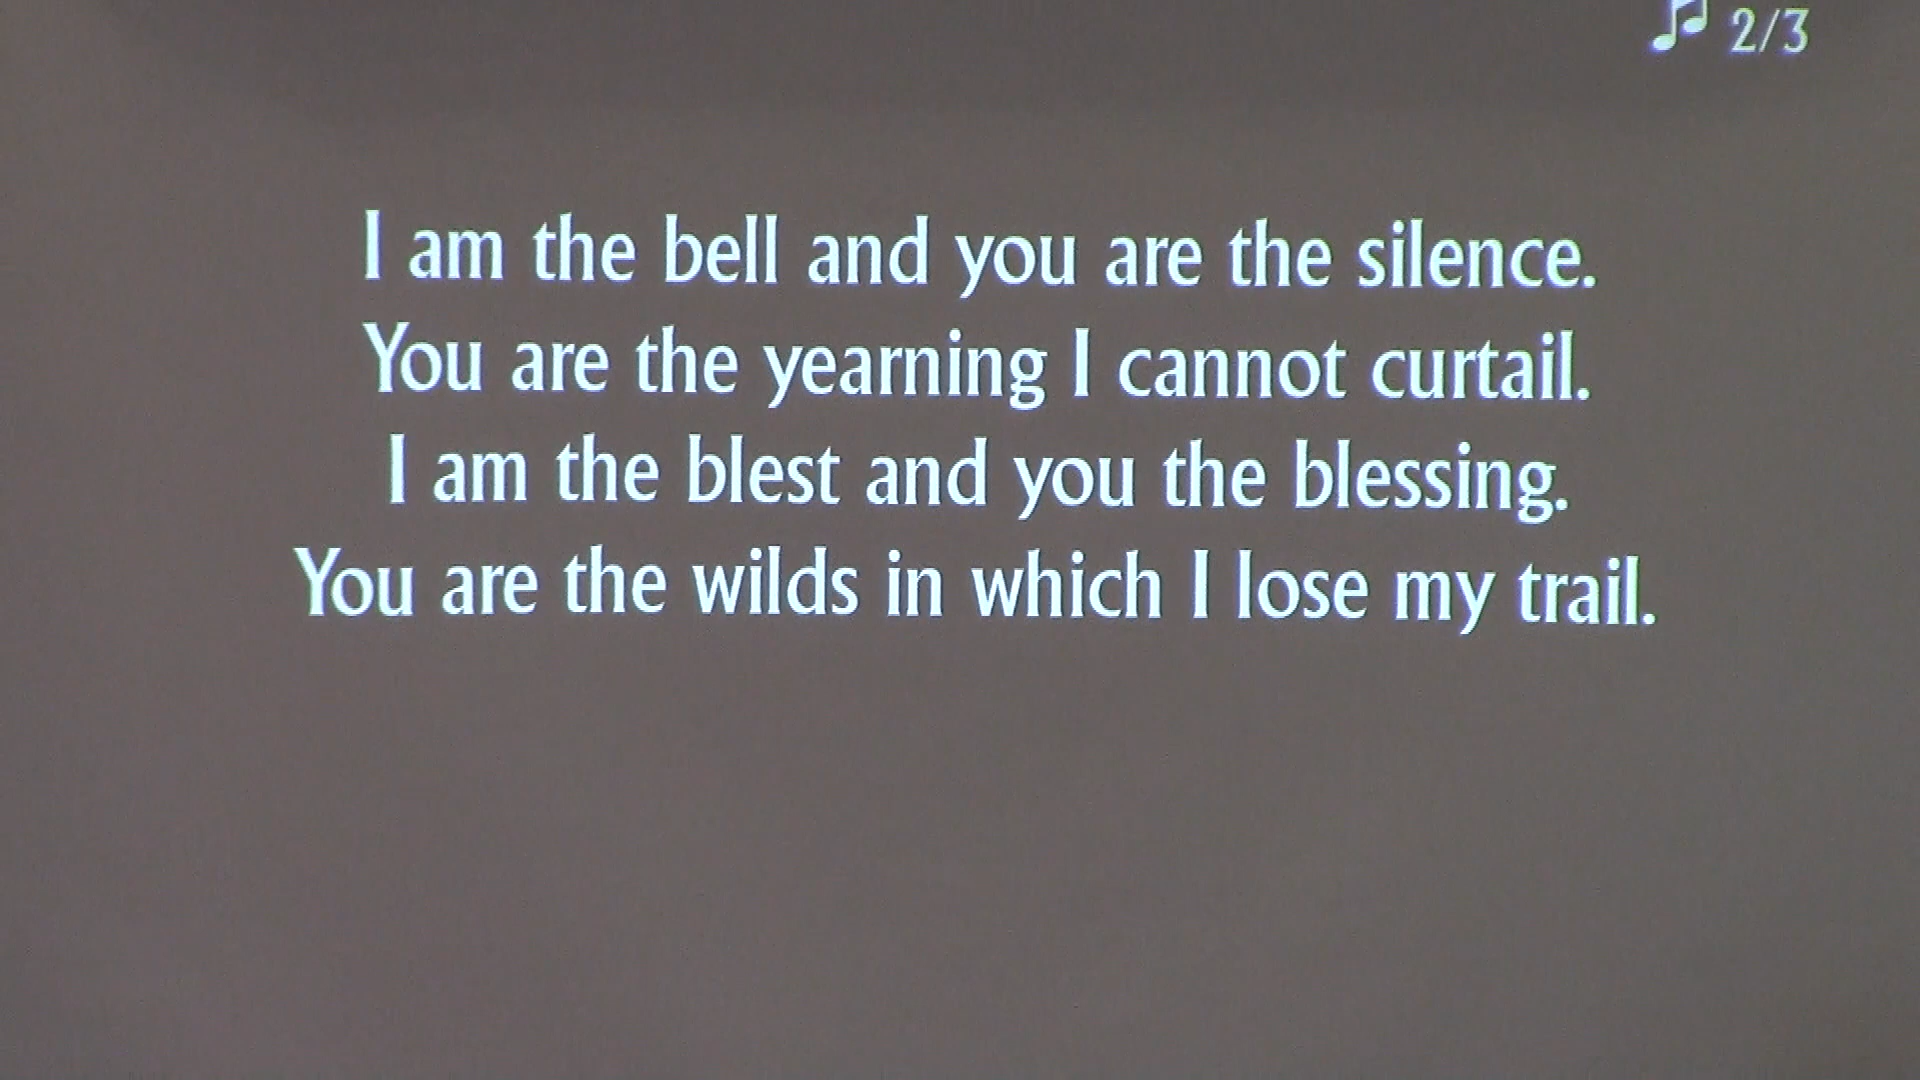 ♫ 2/3
I am the bell and you are the silence.
You are the yearning I cannot curtail.
I am the blest and you the blessing.
You are the wilds in which I lose my trail.